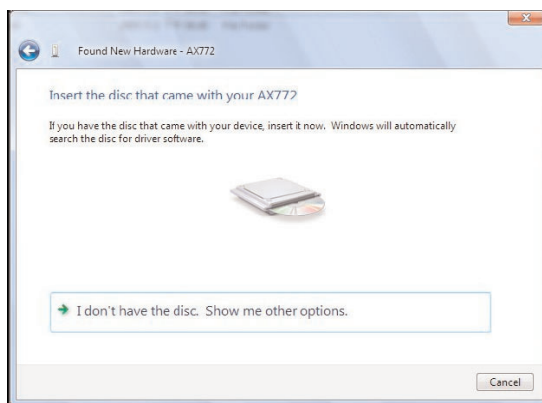 Found New Hardware - AX772
Insert the disc that came with your AX772
If you have the disc that came with your device, insert it now. Windows will automatically
search the disc for driver software.
I don't have the disc. Show me other options.
Cancel